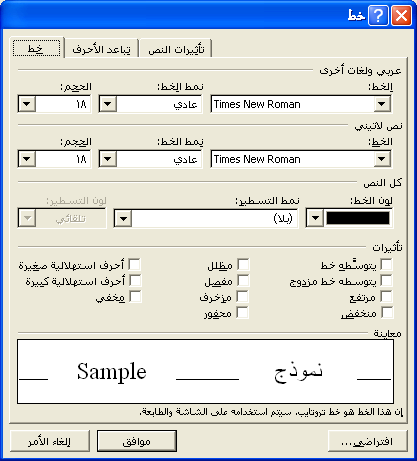 خط
خط تباعد الأحرف تأثيرات النص
عربي ولغات أخرى
الخط: نمط الخط: الحجم:
Times New Roman عادي ١٨
نص لاتيني
الخط: نمط الخط: الحجم:
Times New Roman عادي ١٨
كل النص
لون الخط: نمط التسطير: لون التسطير:
(بلا) تلقائي
تأثيرات
يتوسّطه خط مظلل أحرف استهلالية صغيرة
يتوسطه خط مزدوج مفصل أحرف استهلالية كبيرة
مرتفع مزخرف مخفي
منخفض محفور
معاينة
نموذج Sample
إن هذا الخط هو خط تروتايب. سيتم استخدامه على الشاشة والطابعة.
افتراضي... موافق إلغاء الأمر